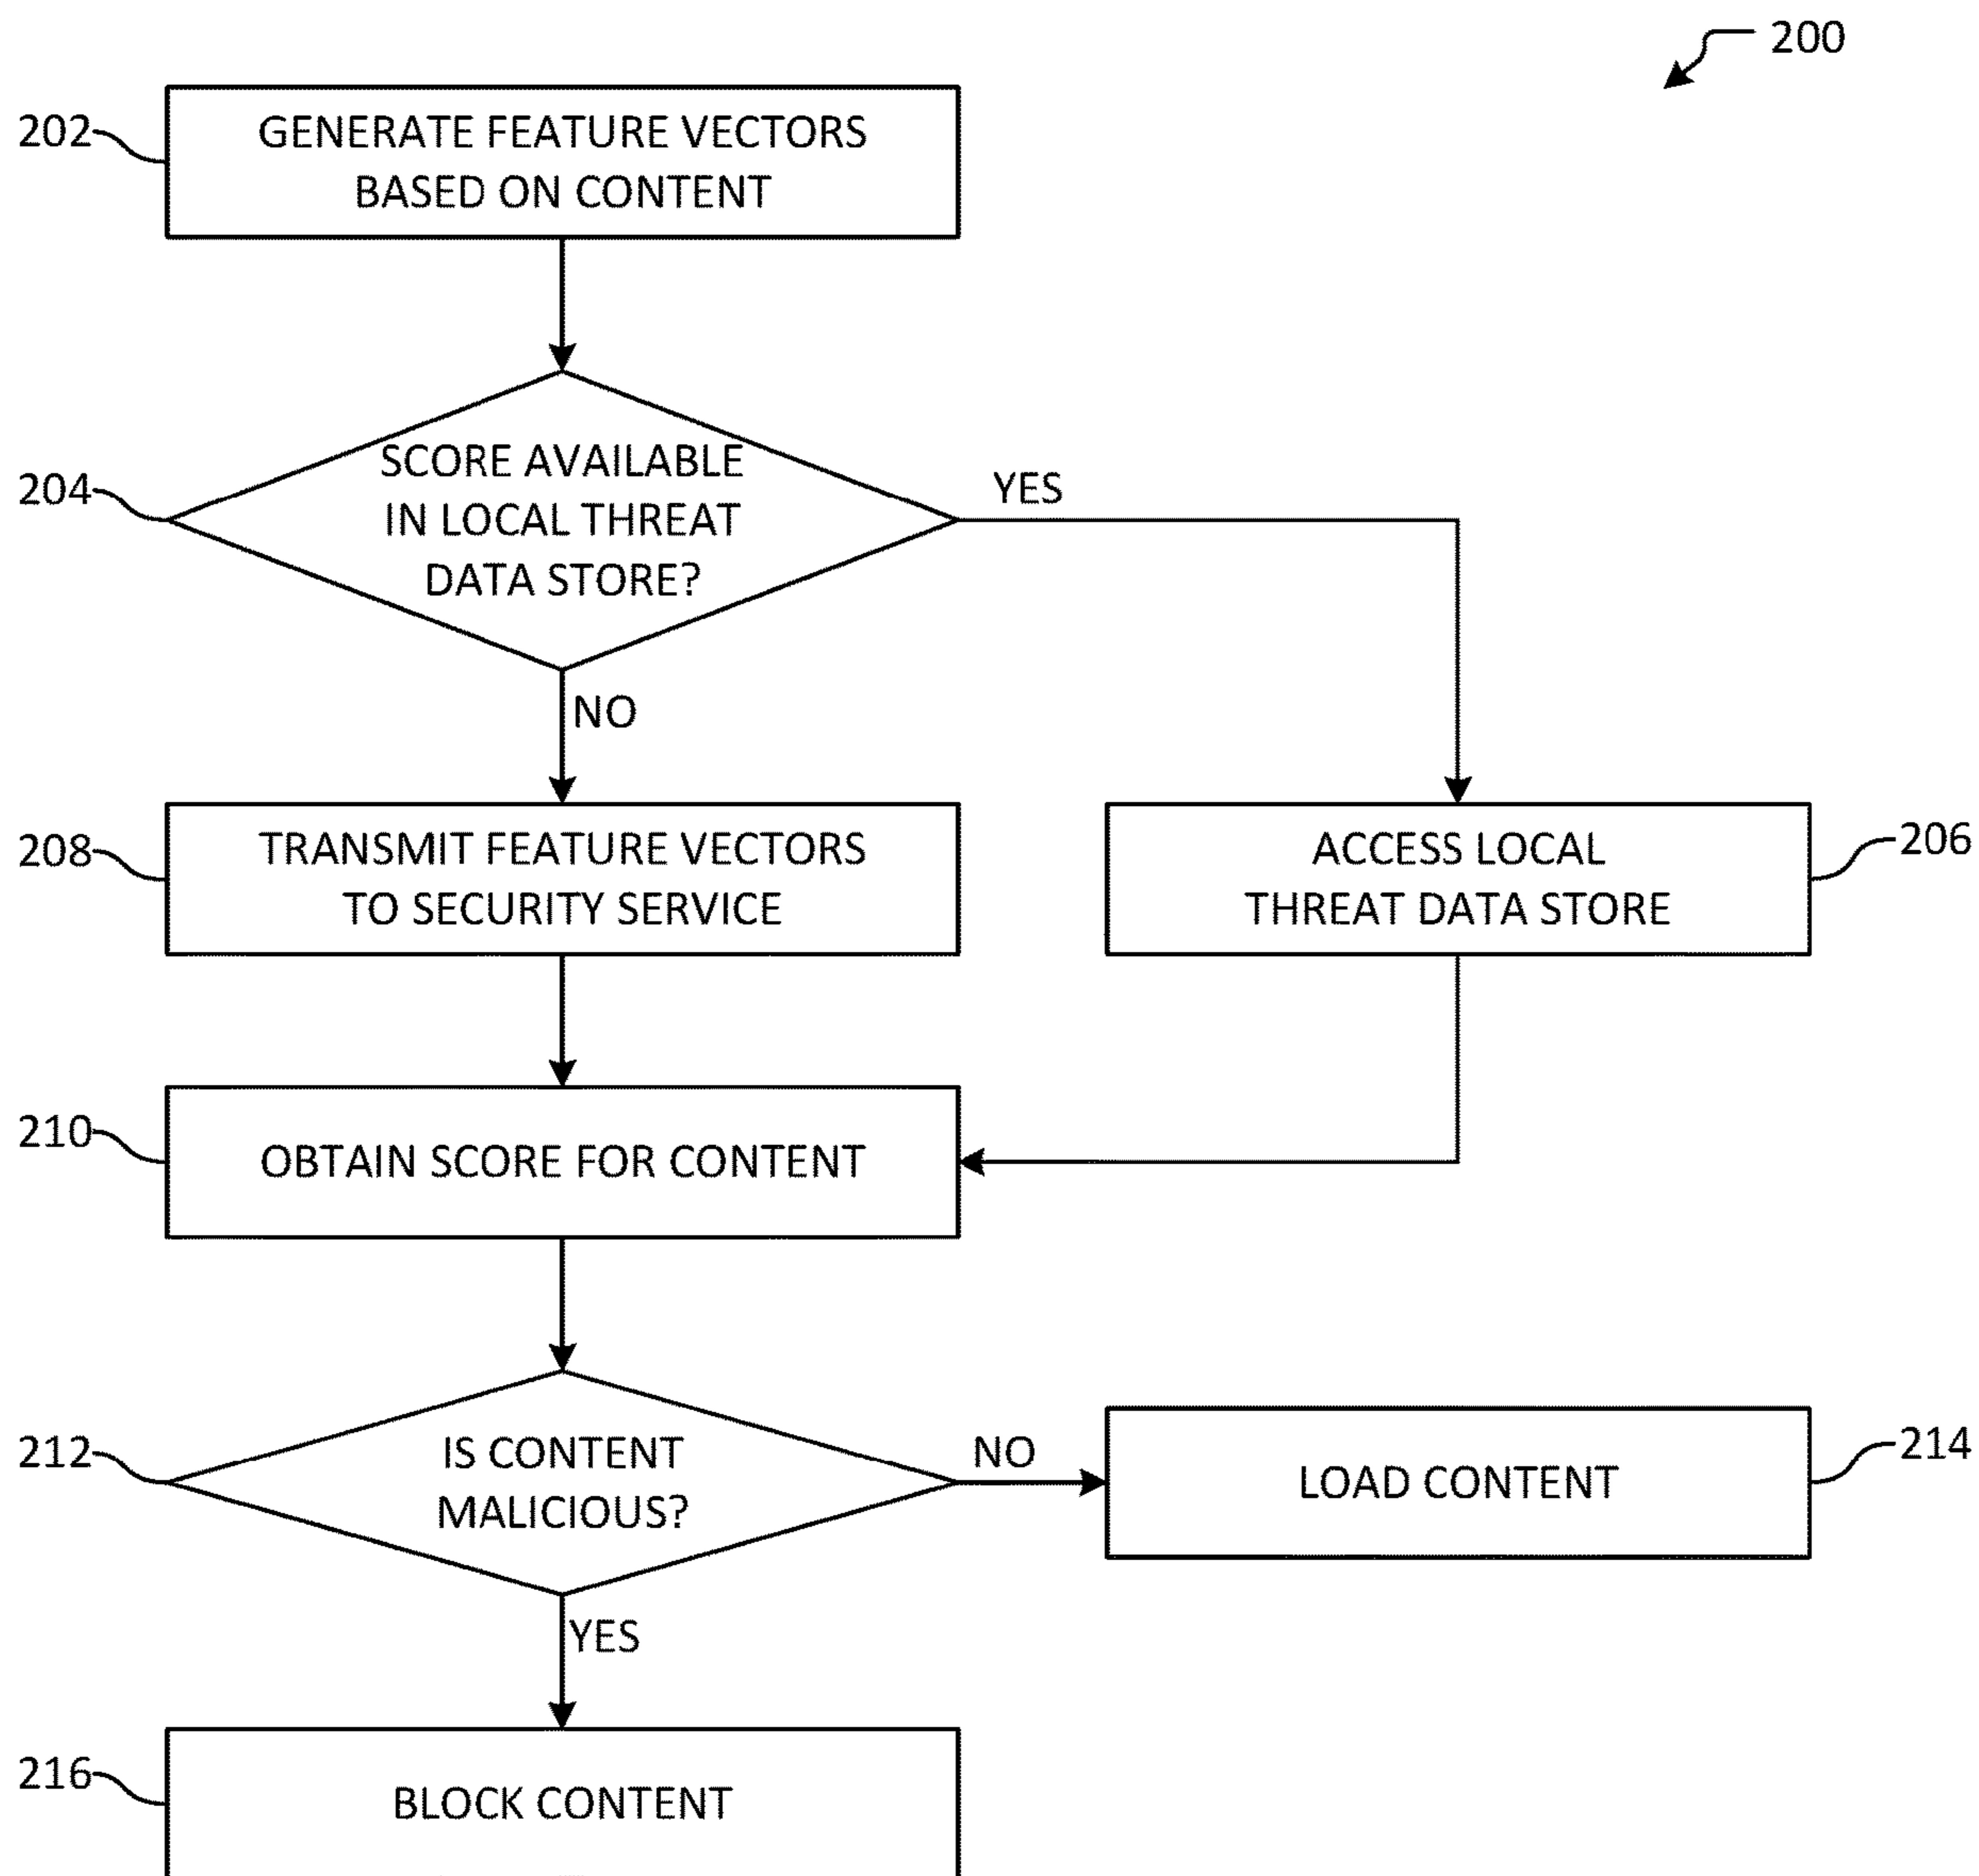 200
202
GENERATE FEATURE VECTORS
BASED ON CONTENT
204
SCORE AVAILABLE
IN LOCAL THREAT
DATA STORE?
YES
NO
208
TRANSMIT FEATURE VECTORS
TO SECURITY SERVICE
ACCESS LOCAL
THREAT DATA STORE
206
210
OBTAIN SCORE FOR CONTENT
212
IS CONTENT
MALICIOUS?
NO
LOAD CONTENT
214
YES
216
BLOCK CONTENT